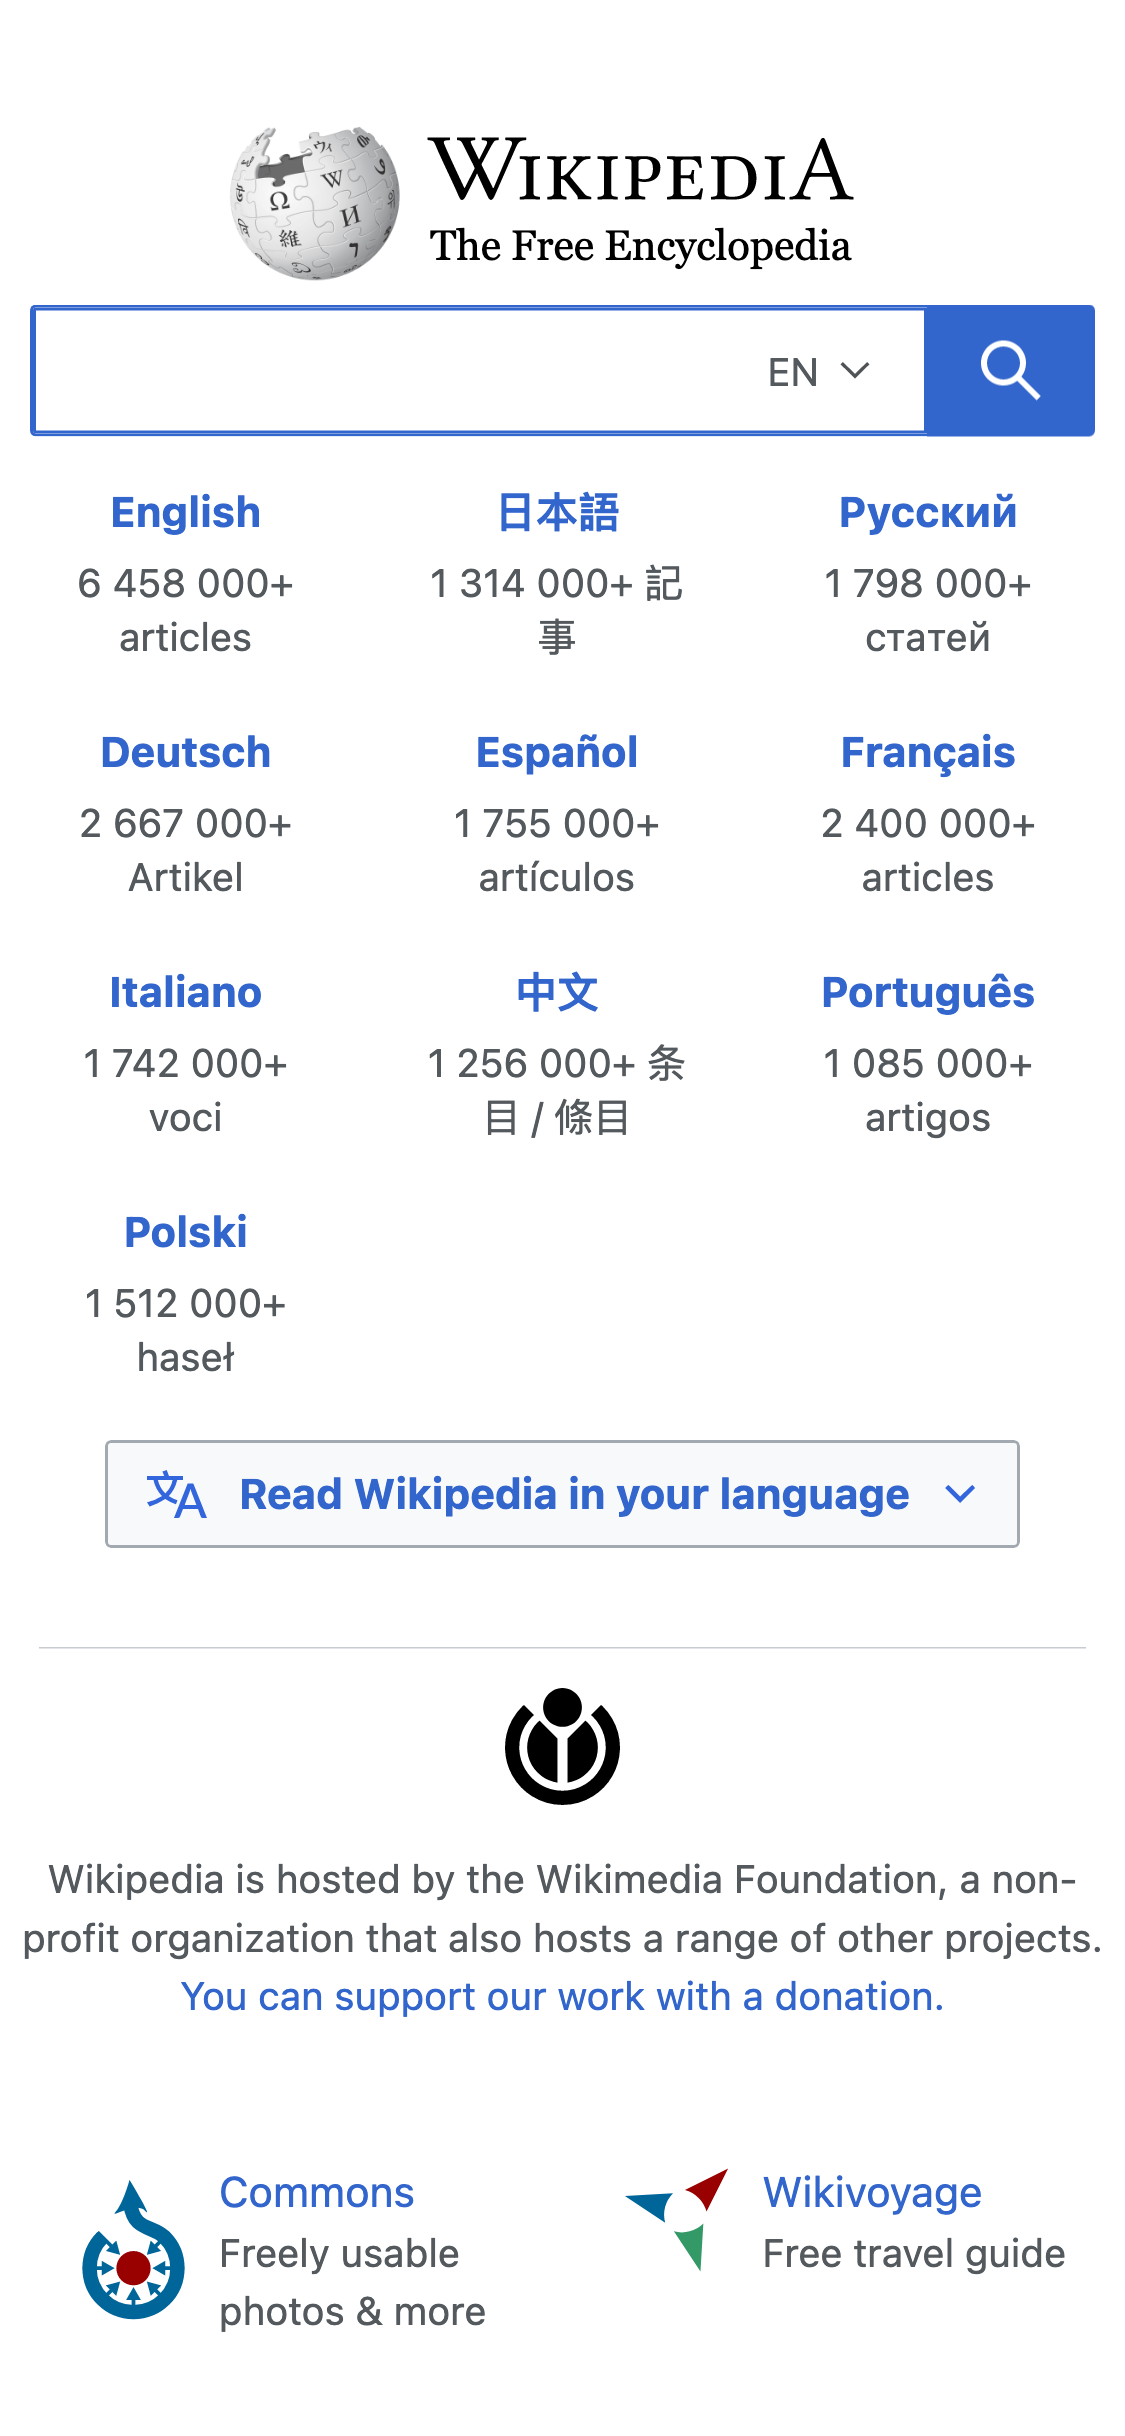 WIKIPEDIA
The Free Encyclopedia
EN
English
6 458 000+
articles
日本語
1 314 000+ 記
事
Русский
1 798 000+
статей
Deutsch
2 667 000+
Artikel
Español
1 755 000+
artículos
Français
2 400 000+
articles
Italiano
1 742 000+
voci
中文
1 256 000+ 条
目 / 條目
Português
1 085 000+
artigos
Polski
1 512 000+
haseł
Read Wikipedia in your language
Wikipedia is hosted by the Wikimedia Foundation, a non-
profit organization that also hosts a range of other projects.
You can support our work with a donation.
Commons
Freely usable
photos & more
Wikivoyage
Free travel guide